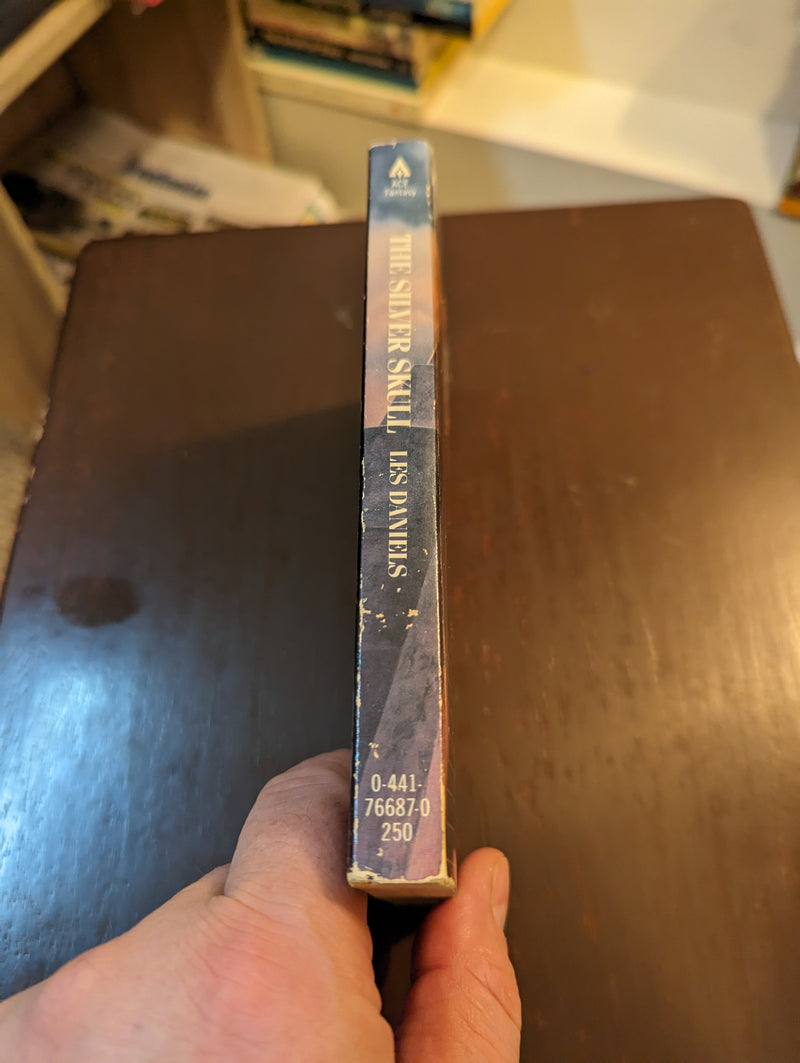 ACE
Fantasy
THE SILVER SKULL LES DANIELS
0-441-
76687-0
250